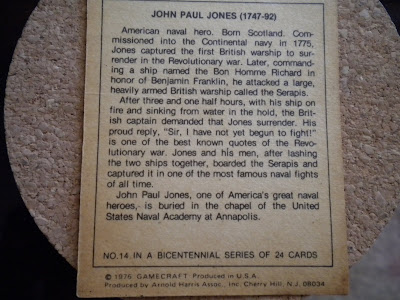 JOHN PAUL JONES (1747-92)
American naval hero. Born Scotland. Com-
missioned into the Continental navy in 1775,
Jones captured the first British warship to sur-
render in the Revolutionary war. Later, command-
ing a ship named the Bon Homme Richard in
honor of Benjamin Franklin, he attacked a large,
heavily armed British warship called the Serapis.
After three and one half hours, with his ship on
fire and sinking from water in the hold, the Brit-
ish captain demanded that Jones surrender. His
proud reply, "Sir, I have not yet begun to fight!"
is one of the best known quotes of the Revo-
lutionary war. Jones and his men, after lashing
the two ships together, boarded the Serapis and
captured it in one of the most famous naval fights
of all time.
John Paul Jones, one of America's great naval
heroes, is buried in the chapel of the United
States Naval Academy at Annapolis.
NO. 14 IN A BICENTENNIAL SERIES OF 24 CARDS
© 1975 GAMECRAFT Produced in U.S.A.
Produced by Arnold Harris Assoc., Inc. Cherry Hill, N.J. 08034